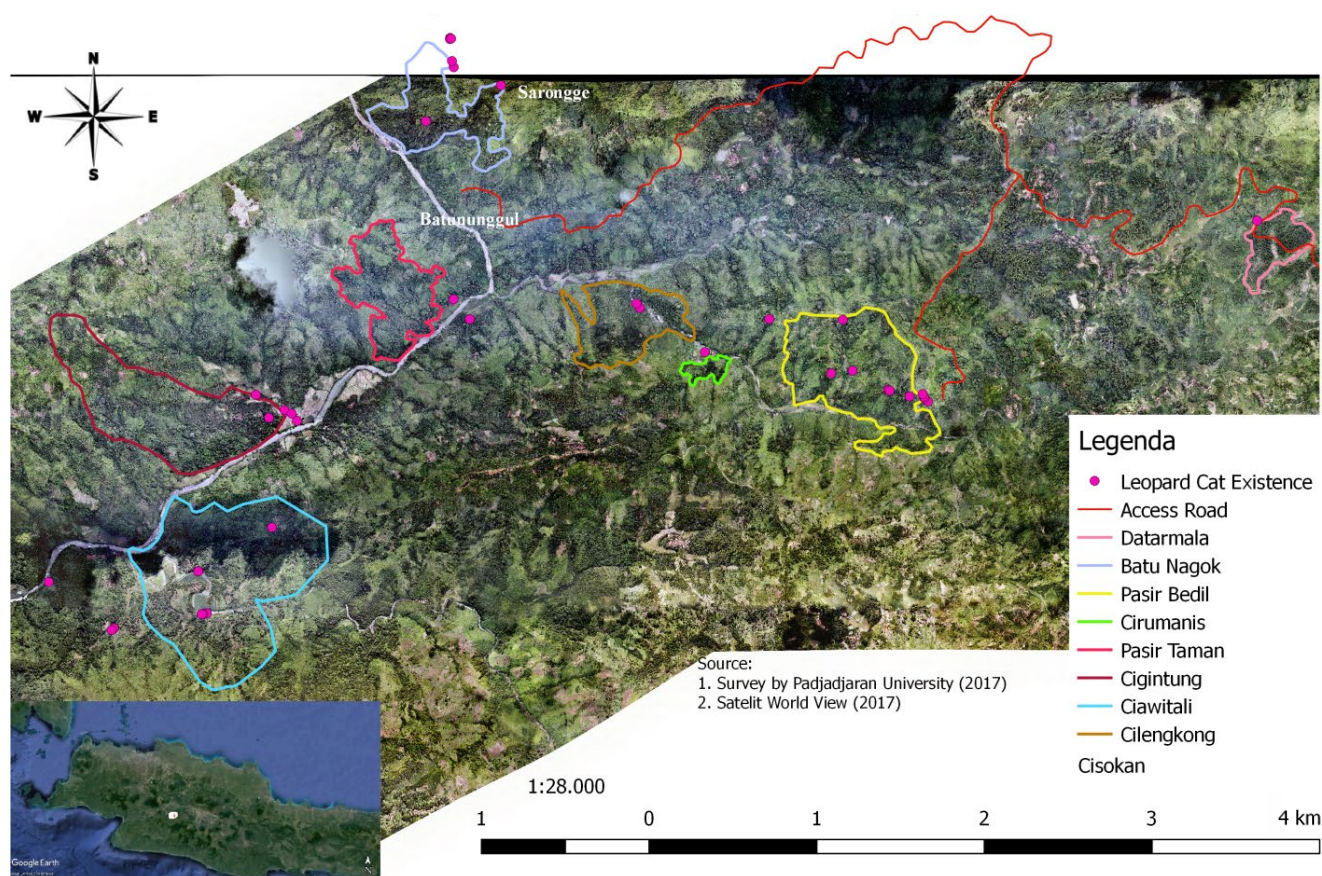 N
W
E
S
Sarongge
Batununggul
Legenda
Leopard Cat Existence
Access Road
Datarmala
Batu Nagok
Pasir Bedil
Cirumanis
Pasir Taman
Cigintung
Ciawitali
Cilengkong
Cisokan
Source:
1. Survey by Padjadjaran University (2017)
2. Satelit World View (2017)
1:28.000
1 0 1 2 3 4 km
Google Earth